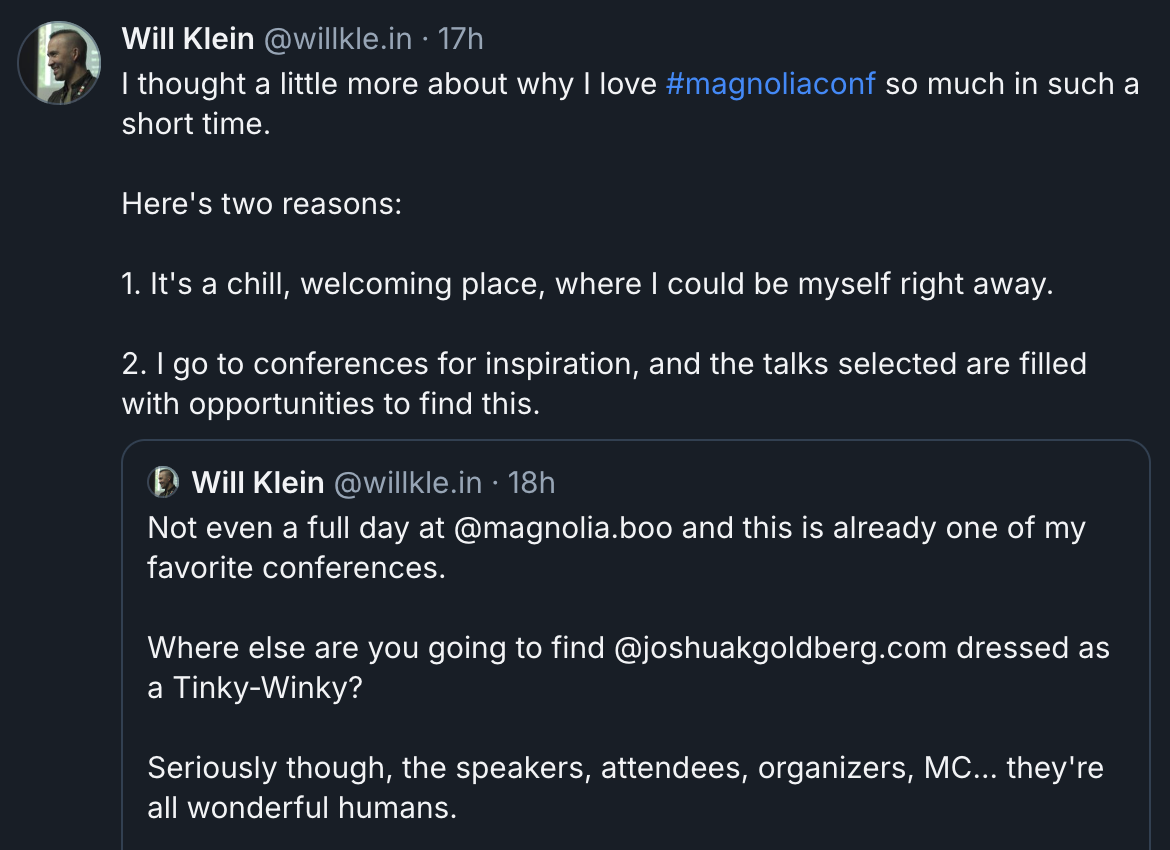 Will Klein @willkle.in · 17h
I thought a little more about why I love #magnoliaconf so much in such a
short time.
Here's two reasons:
1. It's a chill, welcoming place, where I could be myself right away.
2. I go to conferences for inspiration, and the talks selected are filled
with opportunities to find this.
Will Klein @willkle.in · 18h
Not even a full day at @magnolia.boo and this is already one of my
favorite conferences.
Where else are you going to find @joshuakgoldberg.com dressed as
a Tinky-Winky?
Seriously though, the speakers, attendees, organizers, MC... they're
all wonderful humans.